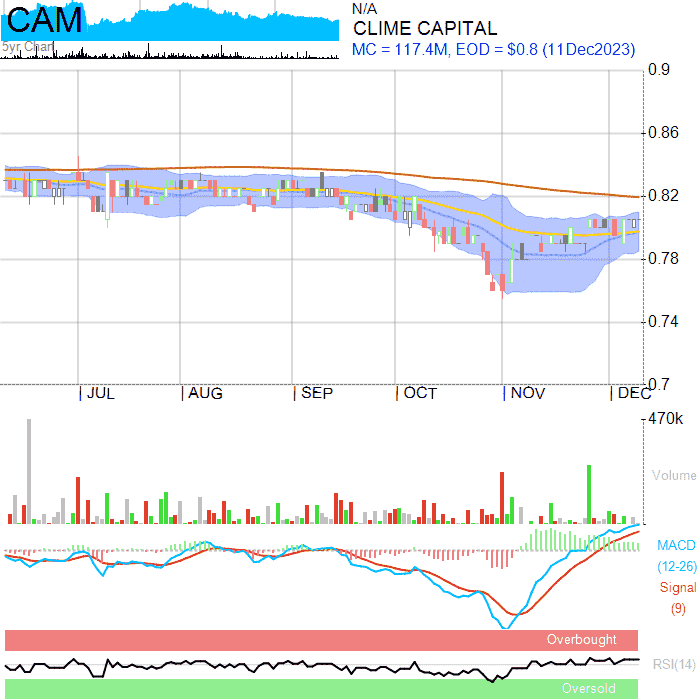 CAM
5yr Chart
N/A
CLIME CAPITAL
MC = 117.4M, EOD = $0.8 (11Dec2023)
0.9
0.86
0.82
0.78
0.74
0.7
JUL AUG SEP OCT NOV DEC
470k
Volume
MACD
(12-26)
Signal
(9)
Overbought
RSI(14)
Oversold